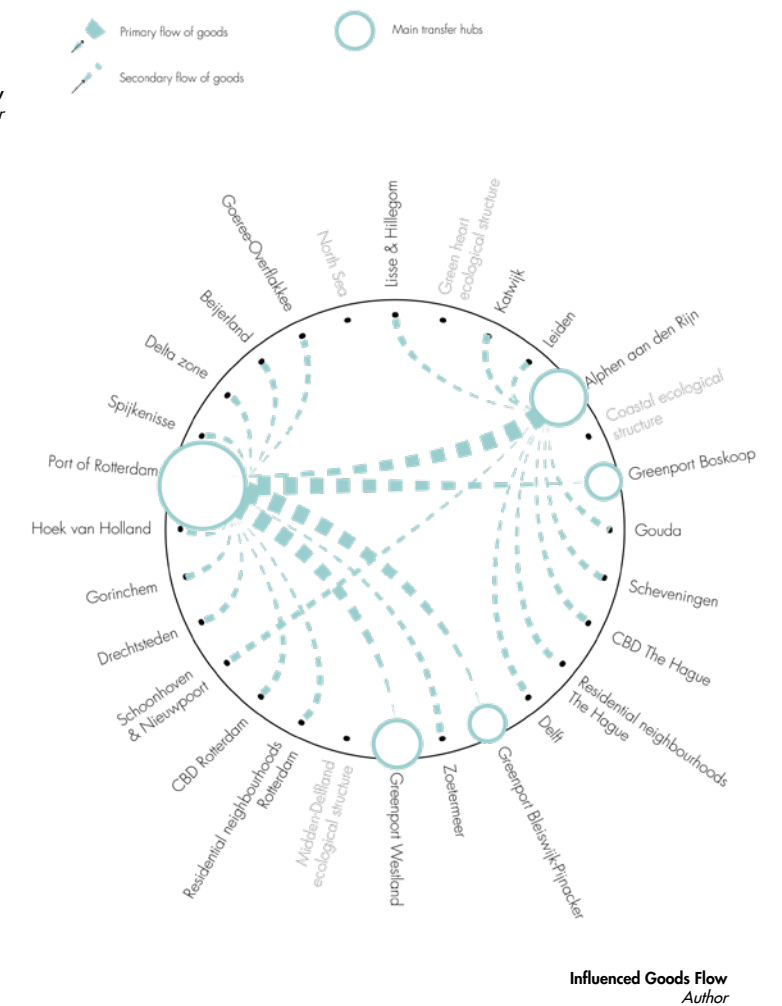 Primary flow of goods
Main transfer hubs
Secondary flow of goods
y
r
Lisse & Hillegom
Green heart
ecological structure
Katwijk
Leiden
Alphen aan den Rijn
Coastal ecological
structure
Greenport Boskoop
Gouda
Scheveningen
CBD The Hague
Residential neighbourhoods
The Hague
Delft
Greenport Bleiswijk-Pijnacker
Zoetermeer
Greenport Westland
Midden-Delfland
ecological structure
Residential neighbourhoods
Rotterdam
CBD Rotterdam
Schoonhoven
& Nieuwpoort
Drechtsteden
Gorinchem
Hoek van Holland
Port of Rotterdam
Spijkenisse
Delta zone
Beijerland
Goeree-Overflakkee
North Sea
Influenced Goods Flow
Author